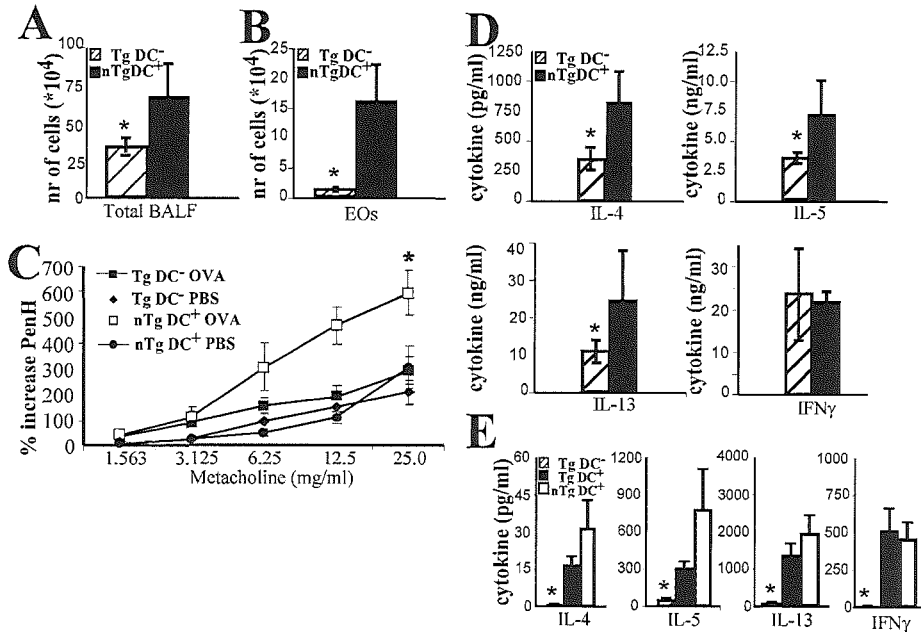 A
nr of cells (*10⁴)
100
75
50
25
0
Tg DC⁻
nTgDC⁺
*
Total BALF
B
nr of cells (*10⁴)
25
20
15
10
5
0
Tg DC⁻
nTgDC⁺
*
EOs
C
% increase PenH
700
600
500
400
300
200
100
0
Tg DC⁻ OVA
Tg DC⁻ PBS
nTg DC⁺ OVA
nTg DC⁺ PBS
*
1.563 3.125 6.25 12.5 25.0
Metacholine (mg/ml)
D
cytokine (pg/ml)
1250
1000
750
500
250
0
Tg DC⁻
nTgDC⁺
*
IL-4
cytokine (ng/ml)
12.5
10
7.5
5.0
2.5
0
*
IL-5
cytokine (ng/ml)
40
30
20
10
0
*
IL-13
cytokine (ng/ml)
30
20
10
0
IFNγ
E
cytokine (pg/ml)
60
45
30
15
0
Tg DC⁻
Tg DC⁺
nTg DC⁺
*
IL-4
1200
900
600
300
0
*
IL-5
4000
3000
2000
1000
0
*
IL-13
1000
750
500
250
0
*
IFNγ